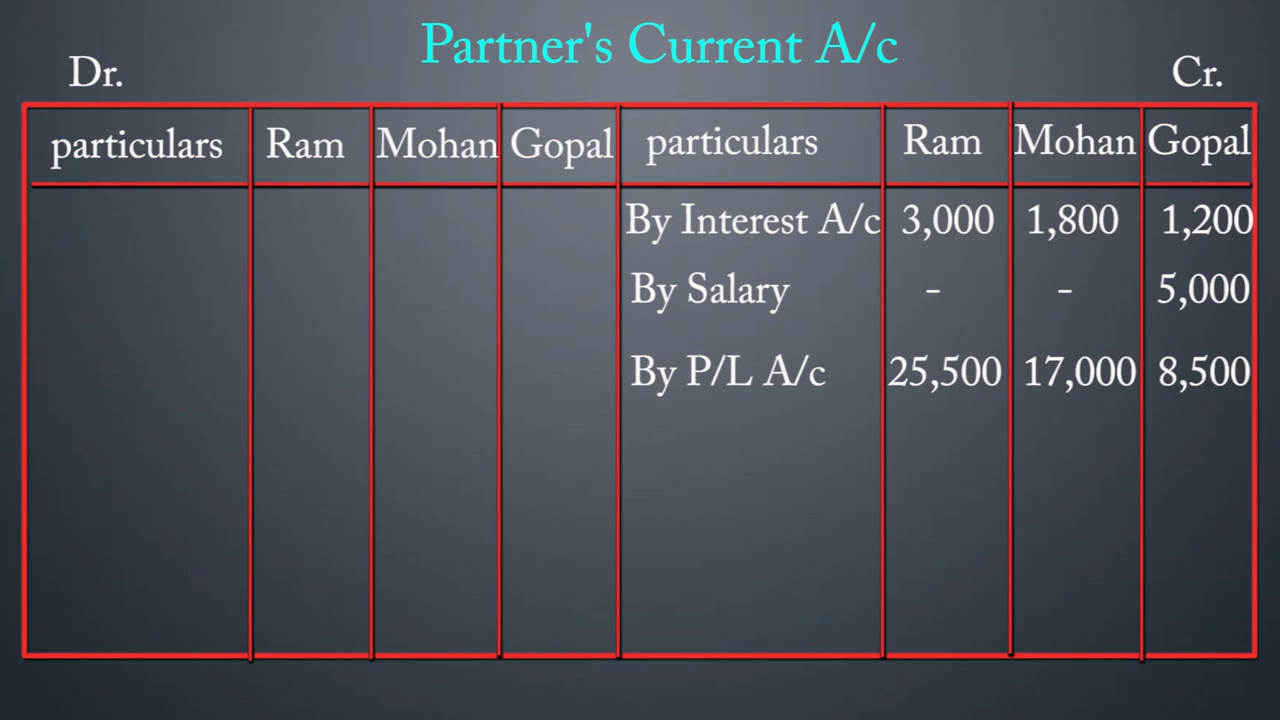 Partner's Current A/c
Dr. Cr.
particulars Ram Mohan Gopal particulars Ram Mohan Gopal
By Interest A/c 3,000 1,800 1,200
By Salary - - 5,000
By P/L A/c 25,500 17,000 8,500